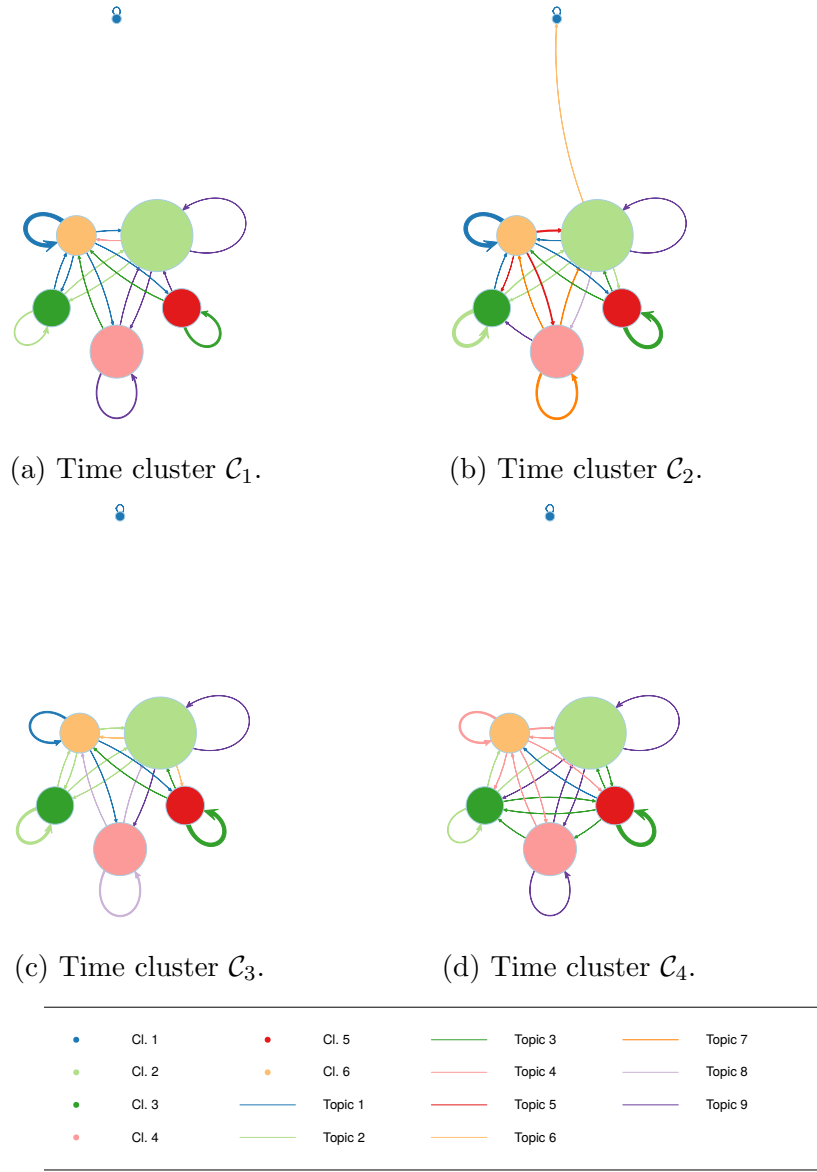 (a) Time cluster 𝒞₁.
(b) Time cluster 𝒞₂.
(c) Time cluster 𝒞₃.
(d) Time cluster 𝒞₄.
Cl. 1 Cl. 5 Topic 3 Topic 7
Cl. 2 Cl. 6 Topic 4 Topic 8
Cl. 3 Topic 1 Topic 5 Topic 9
Cl. 4 Topic 2 Topic 6